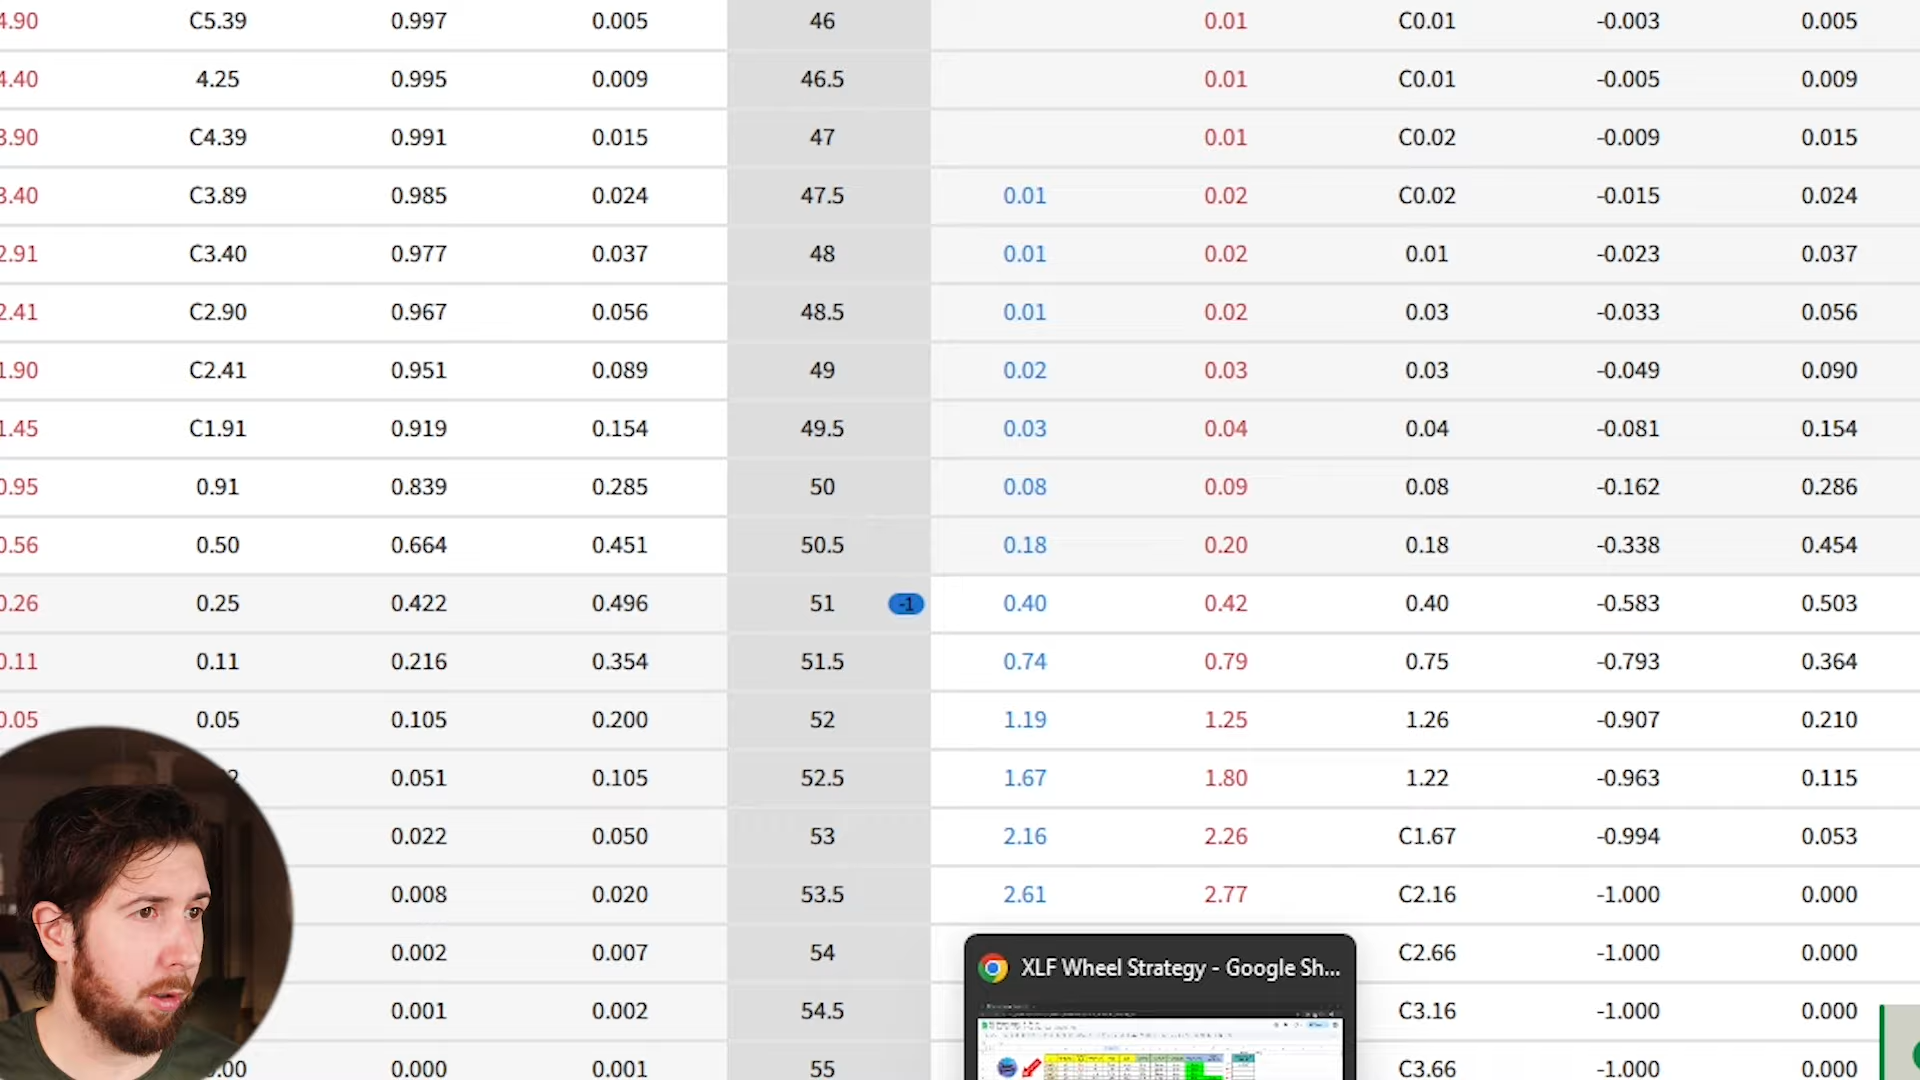 4.90 C5.39 0.997 0.005 46 0.01 C0.01 -0.003 0.005
4.40 4.25 0.995 0.009 46.5 0.01 C0.01 -0.005 0.009
3.90 C4.39 0.991 0.015 47 0.01 C0.02 -0.009 0.015
3.40 C3.89 0.985 0.024 47.5 0.01 0.02 C0.02 -0.015 0.024
2.91 C3.40 0.977 0.037 48 0.01 0.02 0.01 -0.023 0.037
2.41 C2.90 0.967 0.056 48.5 0.01 0.02 0.03 -0.033 0.056
1.90 C2.41 0.951 0.089 49 0.02 0.03 0.03 -0.049 0.090
1.45 C1.91 0.919 0.154 49.5 0.03 0.04 0.04 -0.081 0.154
0.95 0.91 0.839 0.285 50 0.08 0.09 0.08 -0.162 0.286
0.56 0.50 0.664 0.451 50.5 0.18 0.20 0.18 -0.338 0.454
0.26 0.25 0.422 0.496 51 -1 0.40 0.42 0.40 -0.583 0.503
0.11 0.11 0.216 0.354 51.5 0.74 0.79 0.75 -0.793 0.364
0.05 0.05 0.105 0.200 52 1.19 1.25 1.26 -0.907 0.210
0.051 0.105 52.5 1.67 1.80 1.22 -0.963 0.115
0.022 0.050 53 2.16 2.26 C1.67 -0.994 0.053
0.008 0.020 53.5 2.61 2.77 C2.16 -1.000 0.000
0.002 0.007 54 C2.66 -1.000 0.000
XLF Wheel Strategy - Google Sh...
0.001 0.002 54.5 C3.16 -1.000 0.000
.00 0.000 0.001 55 C3.66 -1.000 0.000